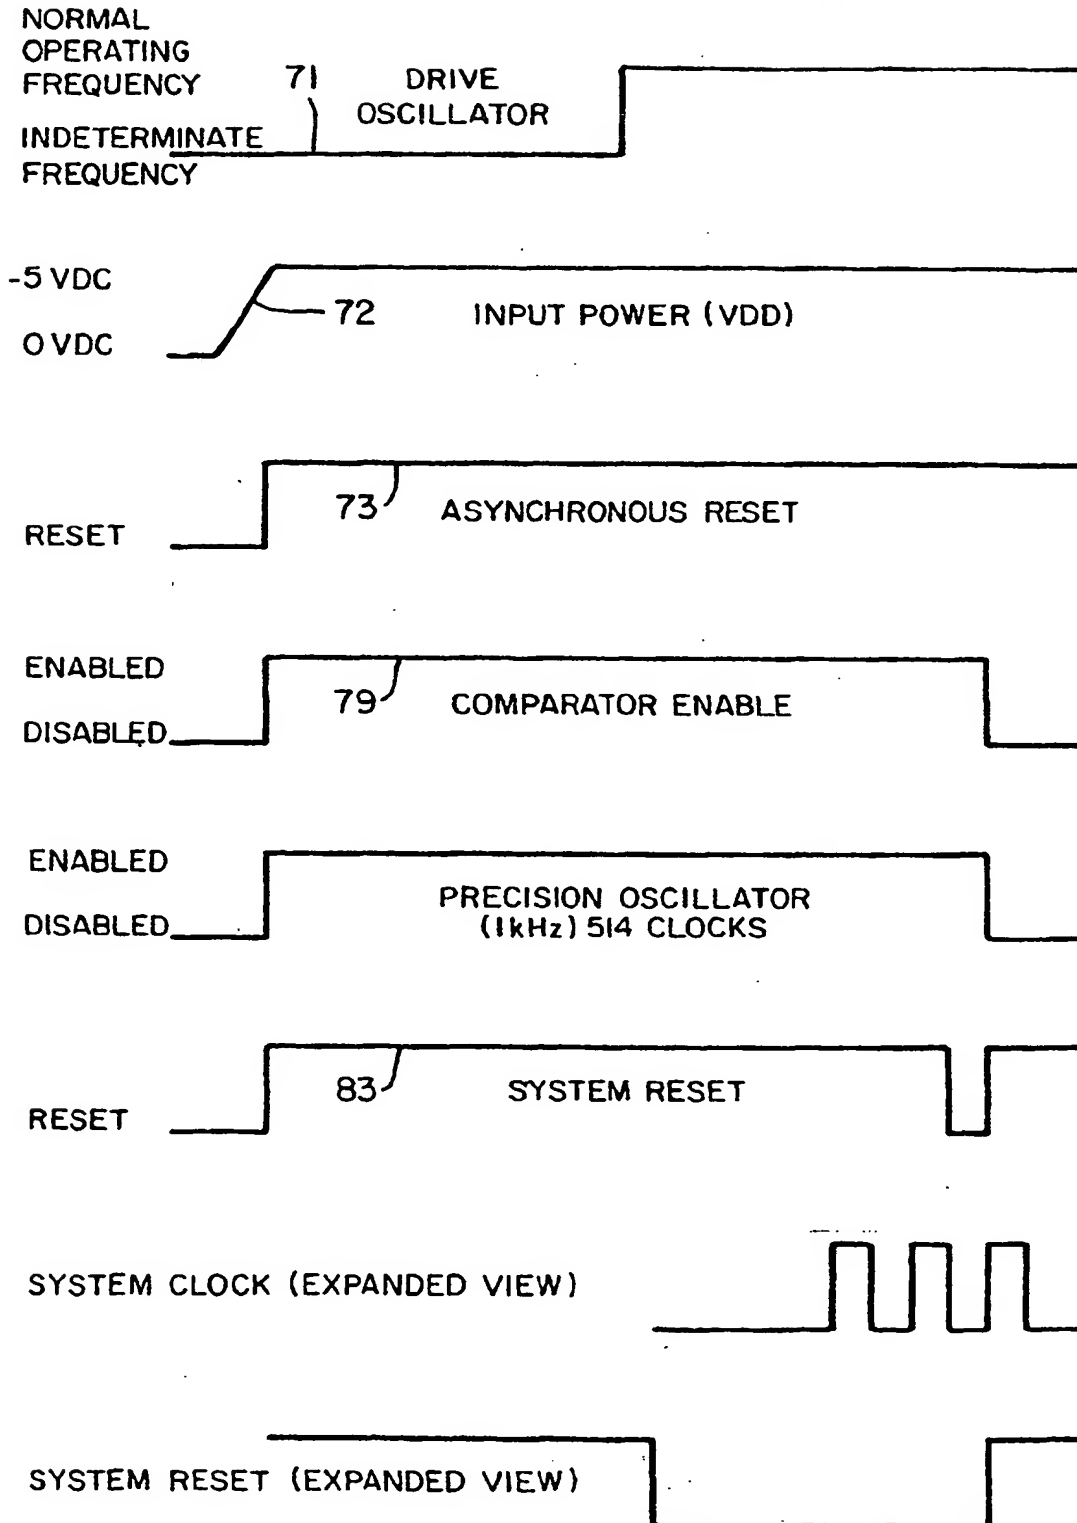 NORMAL
OPERATING
FREQUENCY
71
DRIVE
OSCILLATOR
INDETERMINATE
FREQUENCY
-5 VDC
72
INPUT POWER (VDD)
0 VDC
73
ASYNCHRONOUS RESET
RESET
ENABLED
79
COMPARATOR ENABLE
DISABLED
ENABLED
PRECISION OSCILLATOR
DISABLED
(1kHz) 514 CLOCKS
83
SYSTEM RESET
RESET
SYSTEM CLOCK (EXPANDED VIEW)
SYSTEM RESET (EXPANDED VIEW)